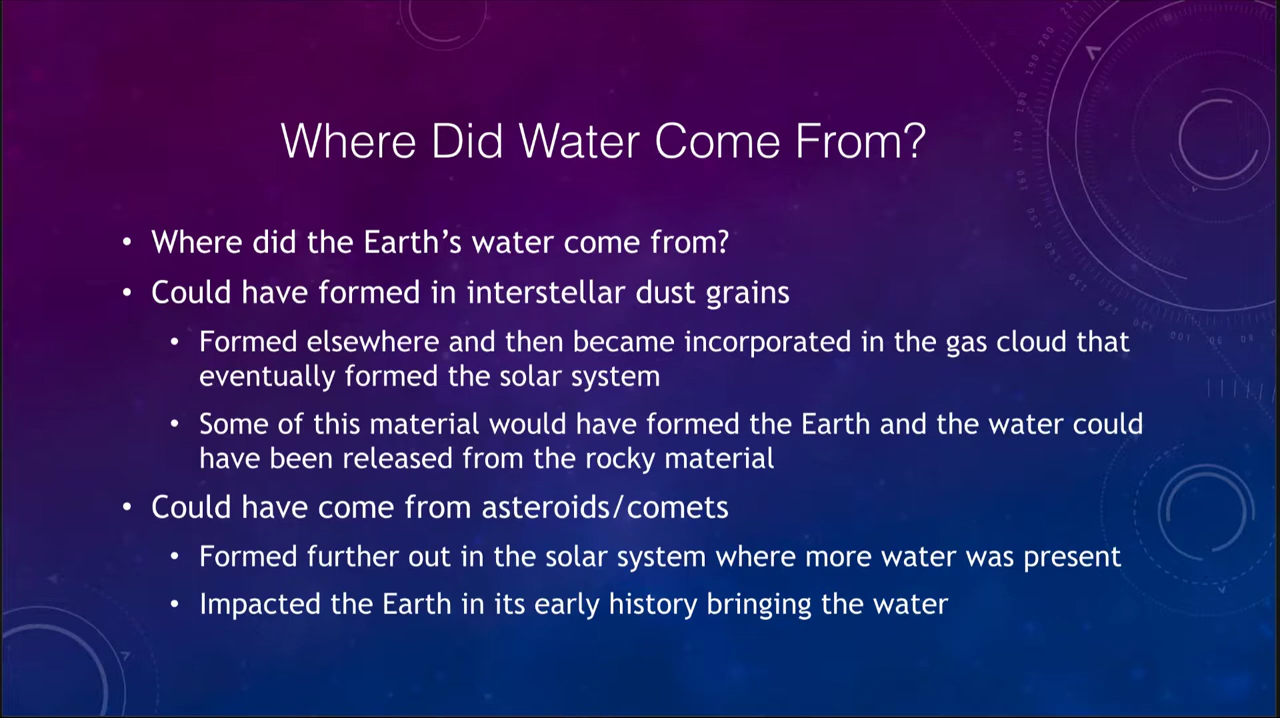 Where Did Water Come From?
• Where did the Earth's water come from?
• Could have formed in interstellar dust grains
• Formed elsewhere and then became incorporated in the gas cloud that
eventually formed the solar system
• Some of this material would have formed the Earth and the water could
have been released from the rocky material
• Could have come from asteroids/comets
• Formed further out in the solar system where more water was present
• Impacted the Earth in its early history bringing the water